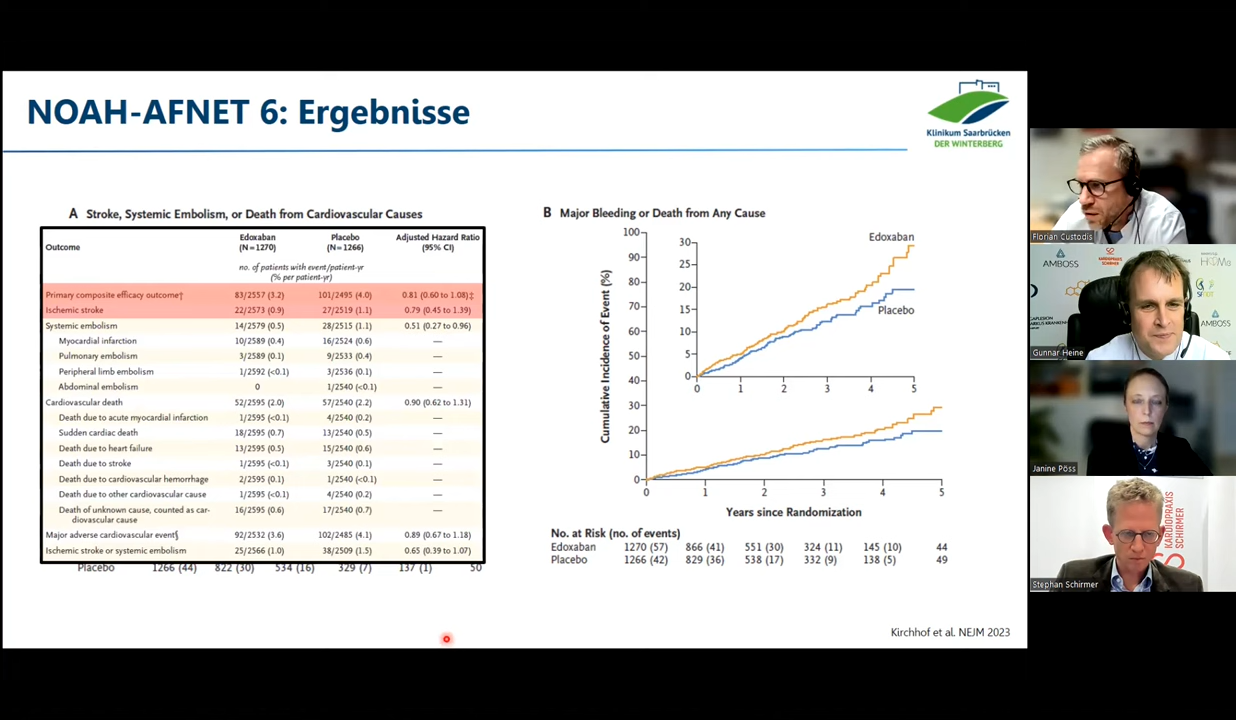 NOAH-AFNET 6: Ergebnisse
Klinikum Saarbrücken
DER WINTERBERG
A Stroke, Systemic Embolism, or Death from Cardiovascular Causes
Outcome
Edoxaban
(N=1270)
Placebo
(N=1266)
Adjusted Hazard Ratio
(95% CI)
no. of patients with event/patient-yr
(% per patient-yr)
Primary composite efficacy outcome† 83/2557 (3.2) 101/2495 (4.0) 0.81 (0.60 to 1.08)‡
Ischemic stroke 22/2573 (0.9) 27/2519 (1.1) 0.79 (0.45 to 1.39)
Systemic embolism 14/2579 (0.5) 28/2515 (1.1) 0.51 (0.27 to 0.96)
Myocardial infarction 10/2589 (0.4) 16/2524 (0.6) —
Pulmonary embolism 3/2589 (0.1) 9/2533 (0.4) —
Peripheral limb embolism 1/2592 (<0.1) 3/2536 (0.1) —
Abdominal embolism 0 1/2540 (<0.1) —
Cardiovascular death 52/2595 (2.0) 57/2540 (2.2) 0.90 (0.62 to 1.31)
Death due to acute myocardial infarction 1/2595 (<0.1) 4/2540 (0.2) —
Sudden cardiac death 18/2595 (0.7) 13/2540 (0.5) —
Death due to heart failure 13/2595 (0.5) 15/2540 (0.6) —
Death due to stroke 1/2595 (<0.1) 3/2540 (0.1) —
Death due to cardiovascular hemorrhage 2/2595 (0.1) 1/2540 (<0.1) —
Death due to other cardiovascular cause 1/2595 (<0.1) 4/2540 (0.2) —
Death of unknown cause, counted as car- 16/2595 (0.6) 17/2540 (0.7) —
diovascular cause
Major adverse cardiovascular event§ 92/2532 (3.6) 102/2485 (4.1) 0.89 (0.67 to 1.18)
Ischemic stroke or systemic embolism 25/2566 (1.0) 38/2509 (1.5) 0.65 (0.39 to 1.07)
Placebo 1266 (44) 822 (30) 534 (16) 329 (7) 137 (1) 50
B Major Bleeding or Death from Any Cause
Cumulative Incidence of Event (%)
100
90
80
70
60
50
40
30
20
10
0
30
25
20
15
10
5
0
0 1 2 3 4 5
Edoxaban
Placebo
0 1 2 3 4 5
Years since Randomization
No. at Risk (no. of events)
Edoxaban 1270 (57) 866 (41) 551 (30) 324 (11) 145 (10) 44
Placebo 1266 (42) 829 (36) 538 (17) 332 (9) 138 (5) 49
Kirchhof et al. NEJM 2023
Florian Custodis
AMBOSS
KARDIOPRAXIS
SCHIRMER
AMBOSS
Gunnar Heine
Janine Pöss
KARDIOPRAXIS
SCHIRMER
Stephan Schirmer